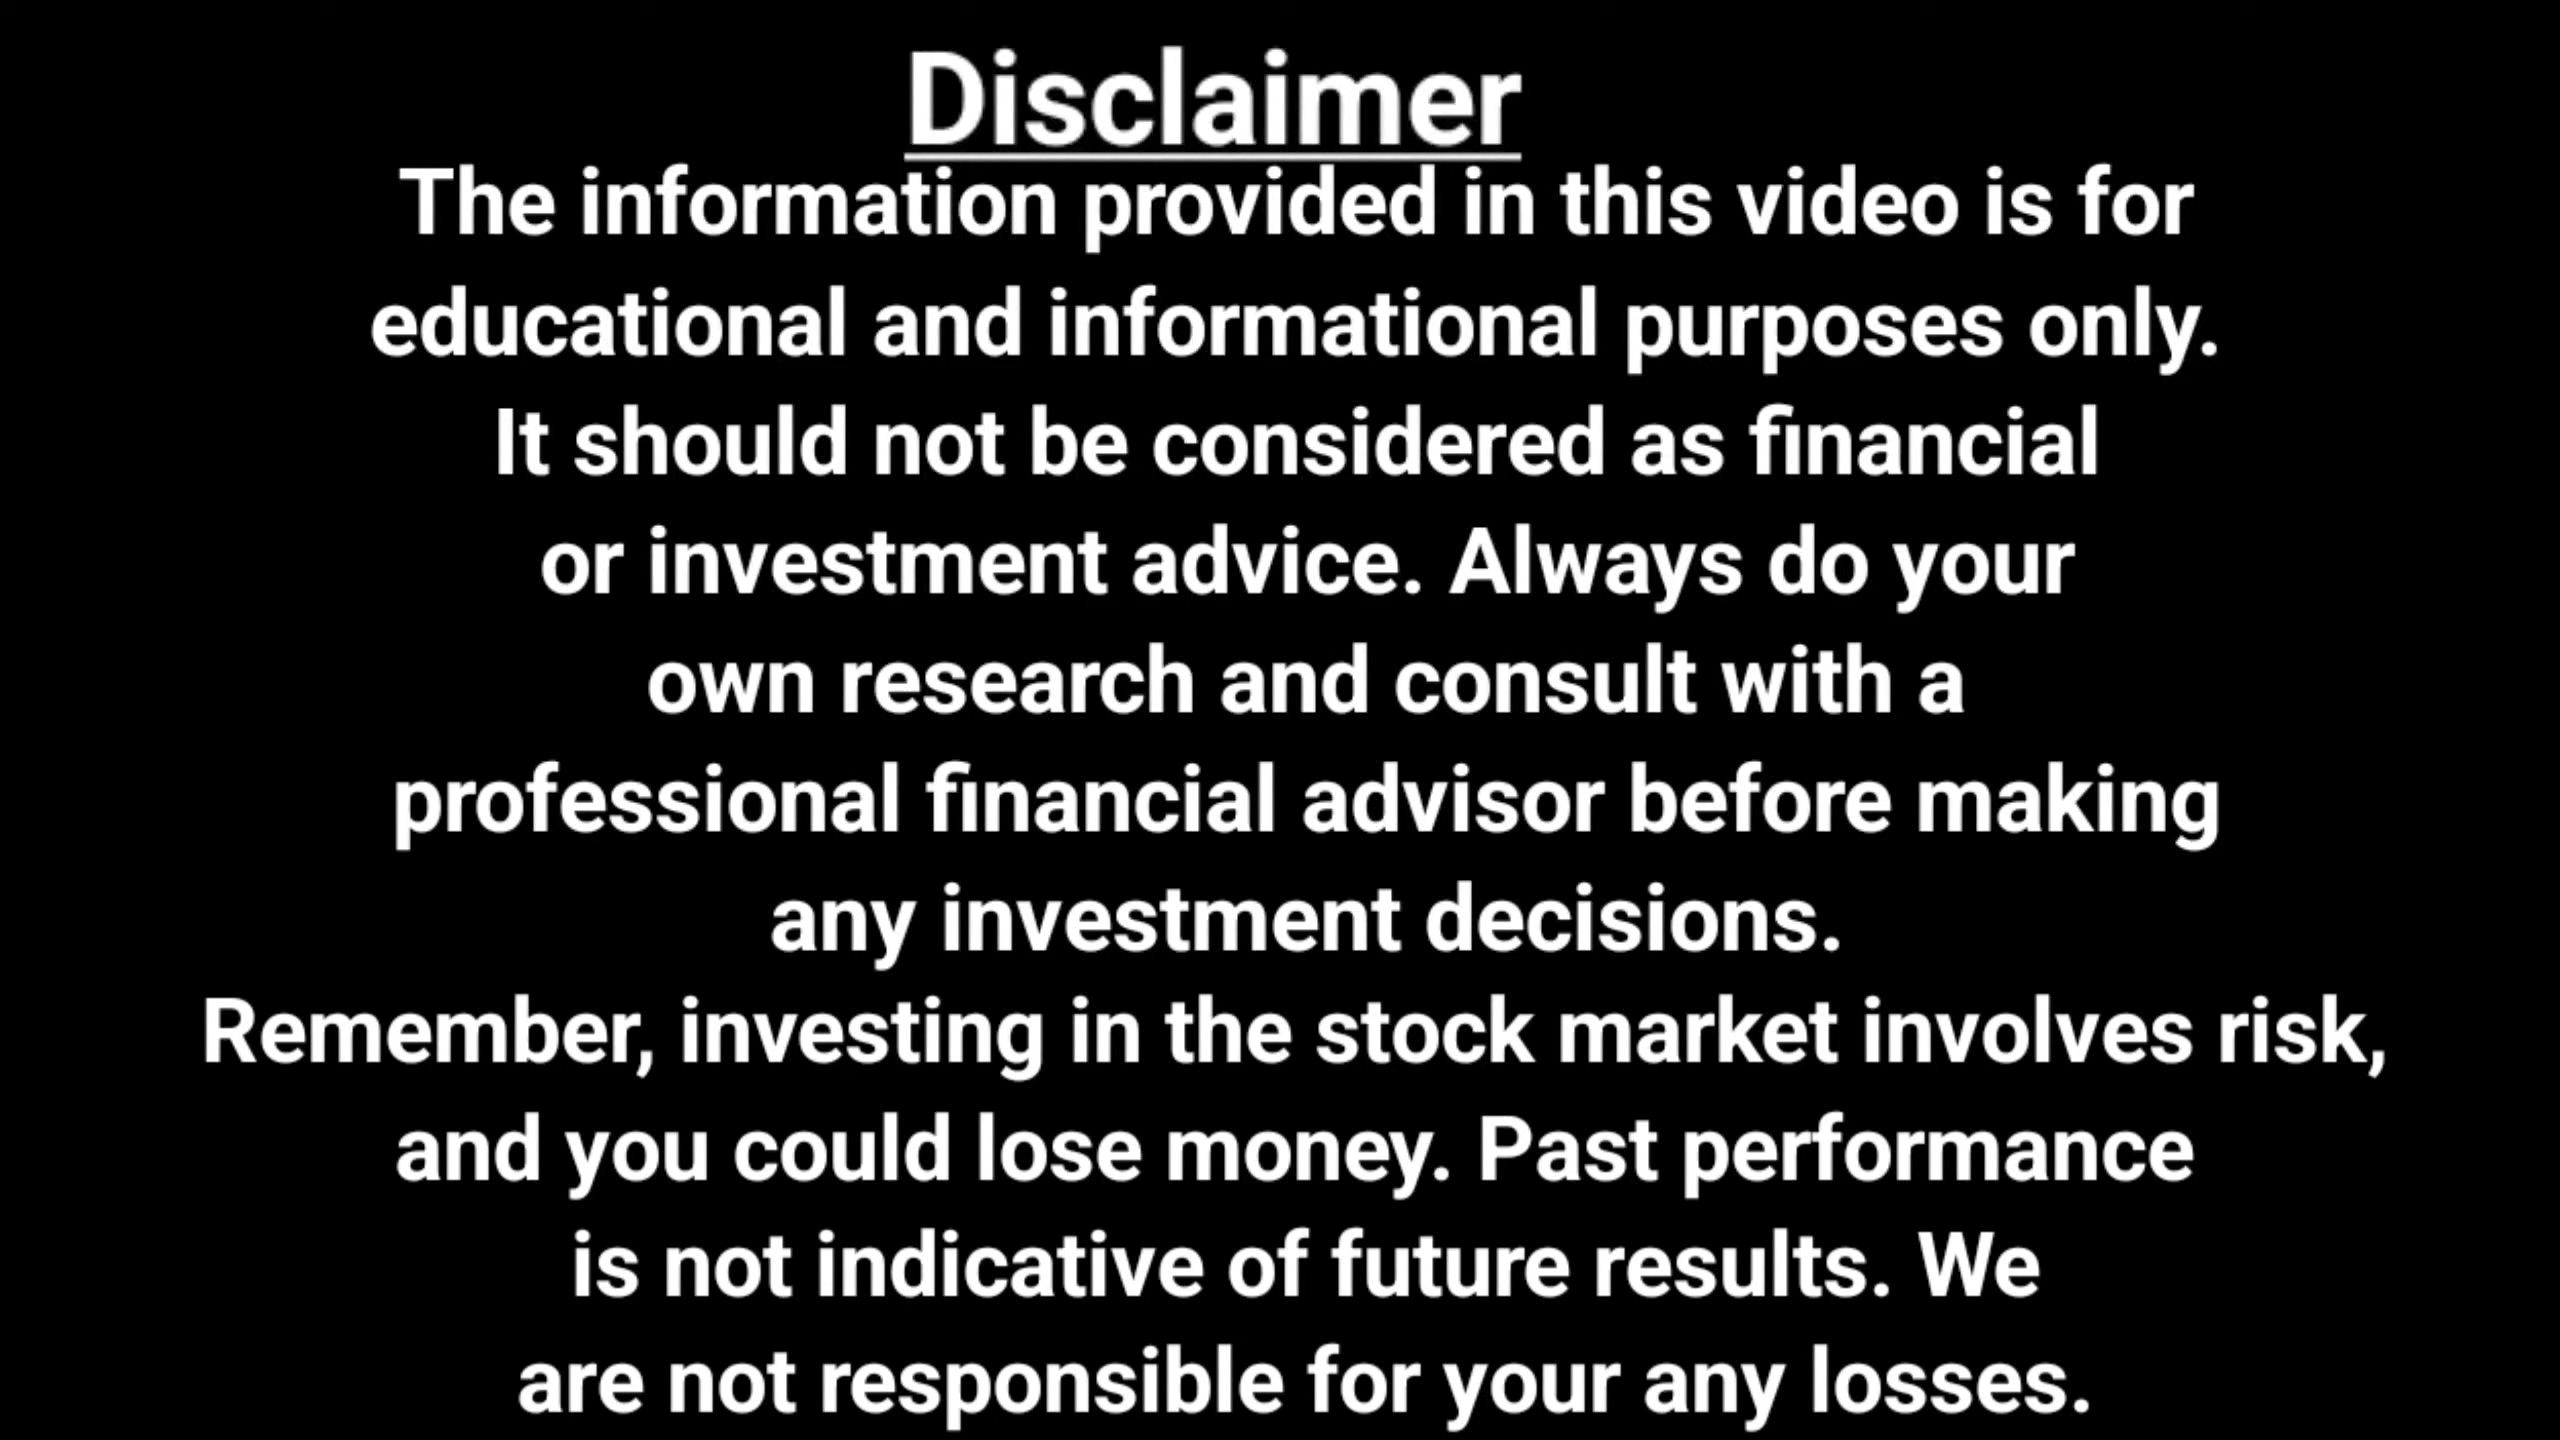 Disclaimer
The information provided in this video is for
educational and informational purposes only.
It should not be considered as financial
or investment advice. Always do your
own research and consult with a
professional financial advisor before making
any investment decisions.
Remember, investing in the stock market involves risk,
and you could lose money. Past performance
is not indicative of future results. We
are not responsible for your any losses.